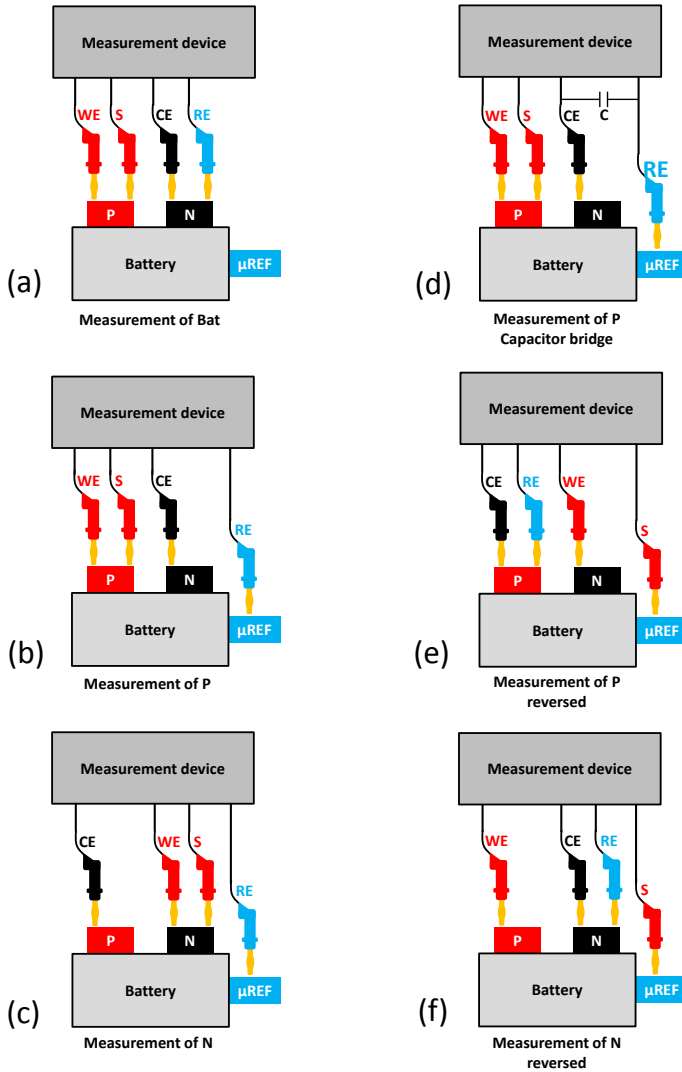 Measurement device
WE S CE RE
P N
Battery µREF
(a)
Measurement of Bat
Measurement device
WE S CE C
RE
P N
Battery µREF
(d)
Measurement of P
Capacitor bridge
Measurement device
WE S CE
RE
P N
Battery µREF
(b)
Measurement of P
Measurement device
CE RE WE
S
P N
Battery µREF
(e)
Measurement of P
reversed
Measurement device
CE WE S
RE
P N
Battery µREF
(c)
Measurement of N
Measurement device
WE CE RE
S
P N
Battery µREF
(f)
Measurement of N
reversed